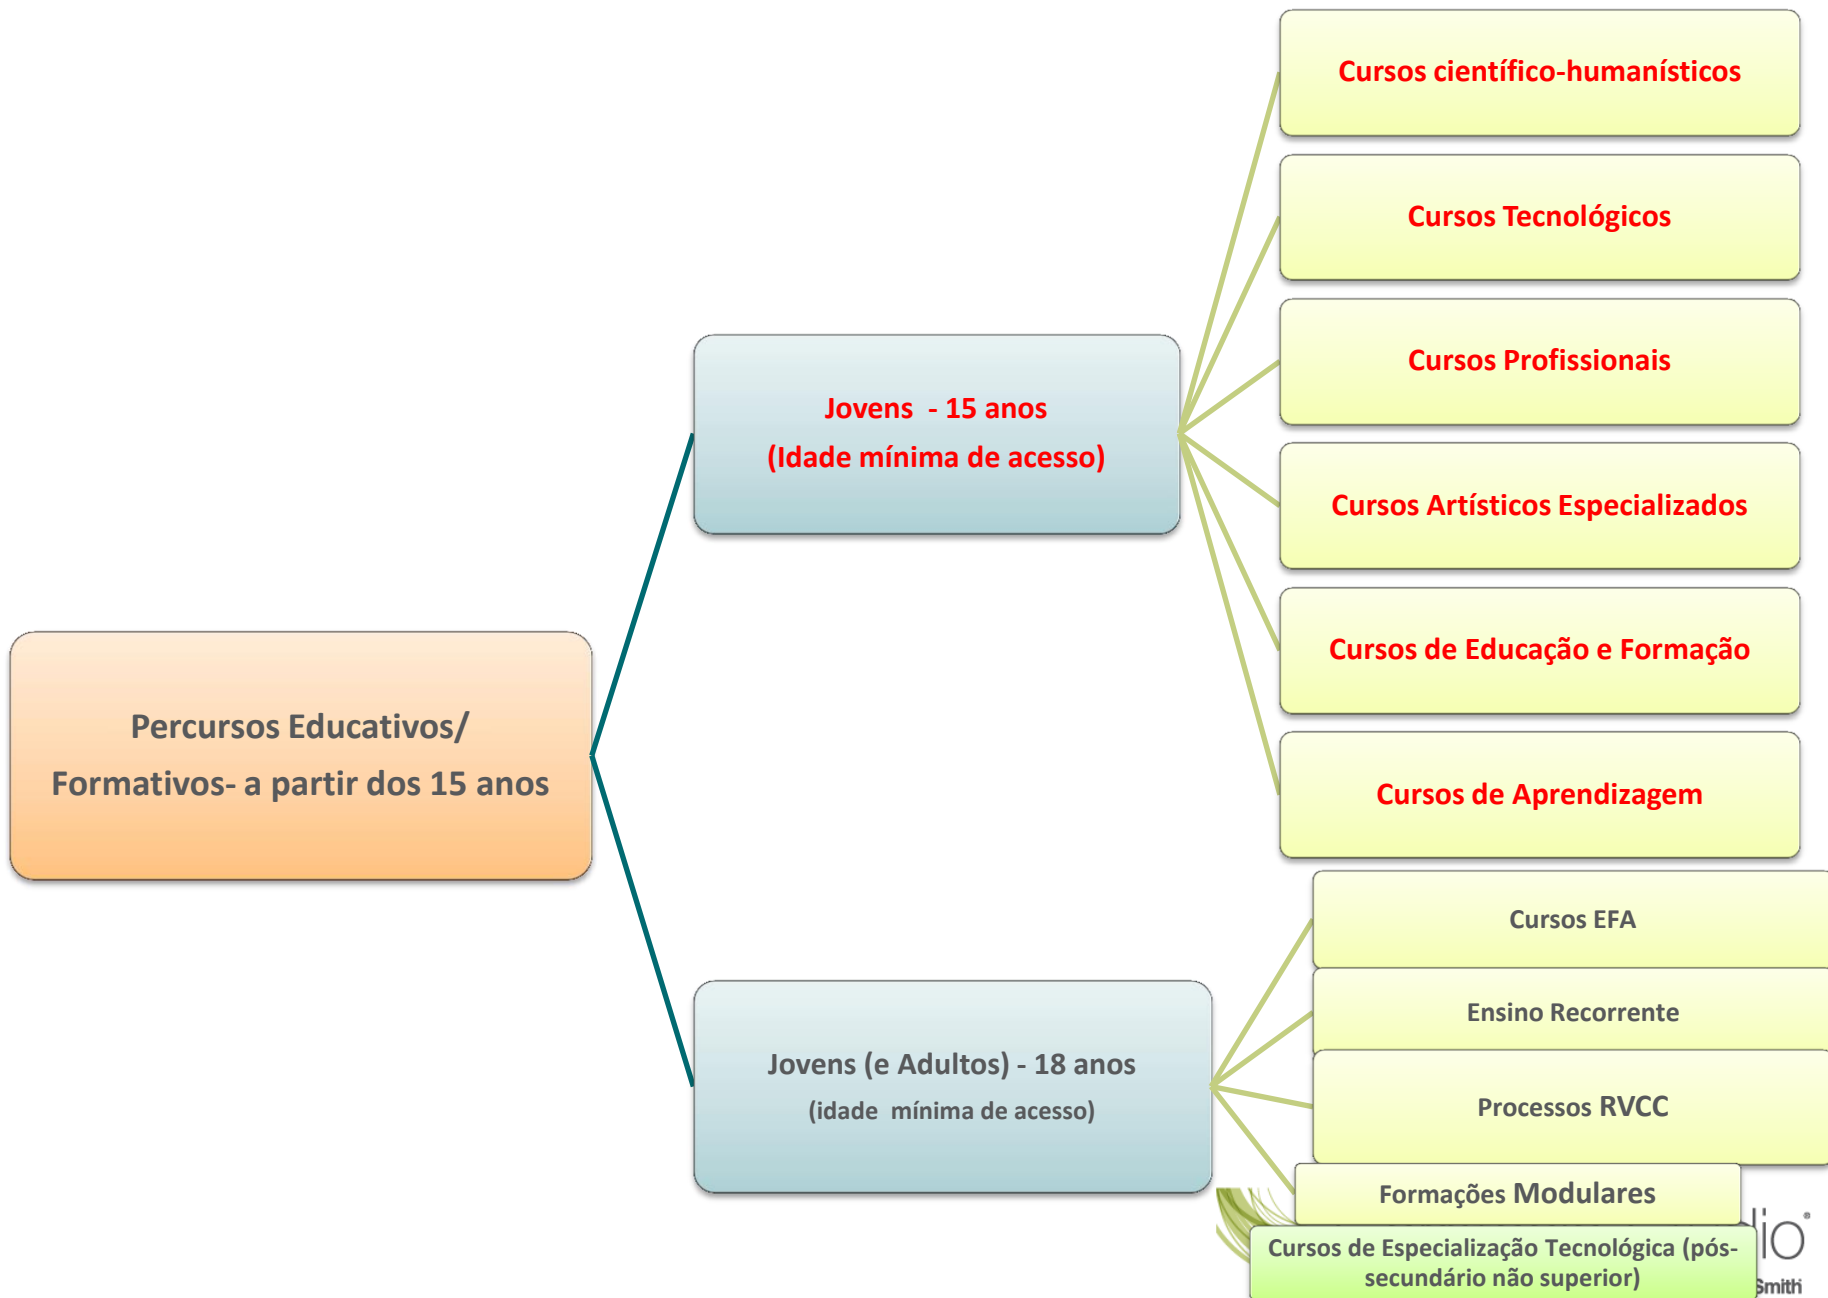 Cursos científico-humanísticos
Cursos Tecnológicos
Cursos Profissionais
Jovens - 15 anos
(Idade mínima de acesso)
Cursos Artísticos Especializados
Cursos de Educação e Formação
Cursos de Aprendizagem
Percursos Educativos/
Formativos- a partir dos 15 anos
Cursos EFA
Ensino Recorrente
Jovens (e Adultos) - 18 anos
(idade mínima de acesso)
Processos RVCC
Formações Modulares
Cursos de Especialização Tecnológica (pós-
secundário não superior)
Smith